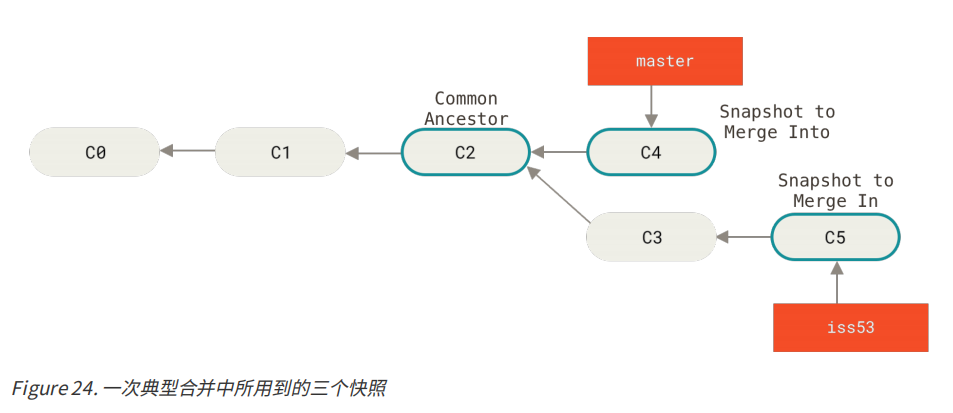 master
Common
Ancestor
Snapshot to
Merge Into
C0
C1
C2
C4
Snapshot to
Merge In
C3
C5
iss53
Figure 24. 一次典型合并中所用到的三个快照